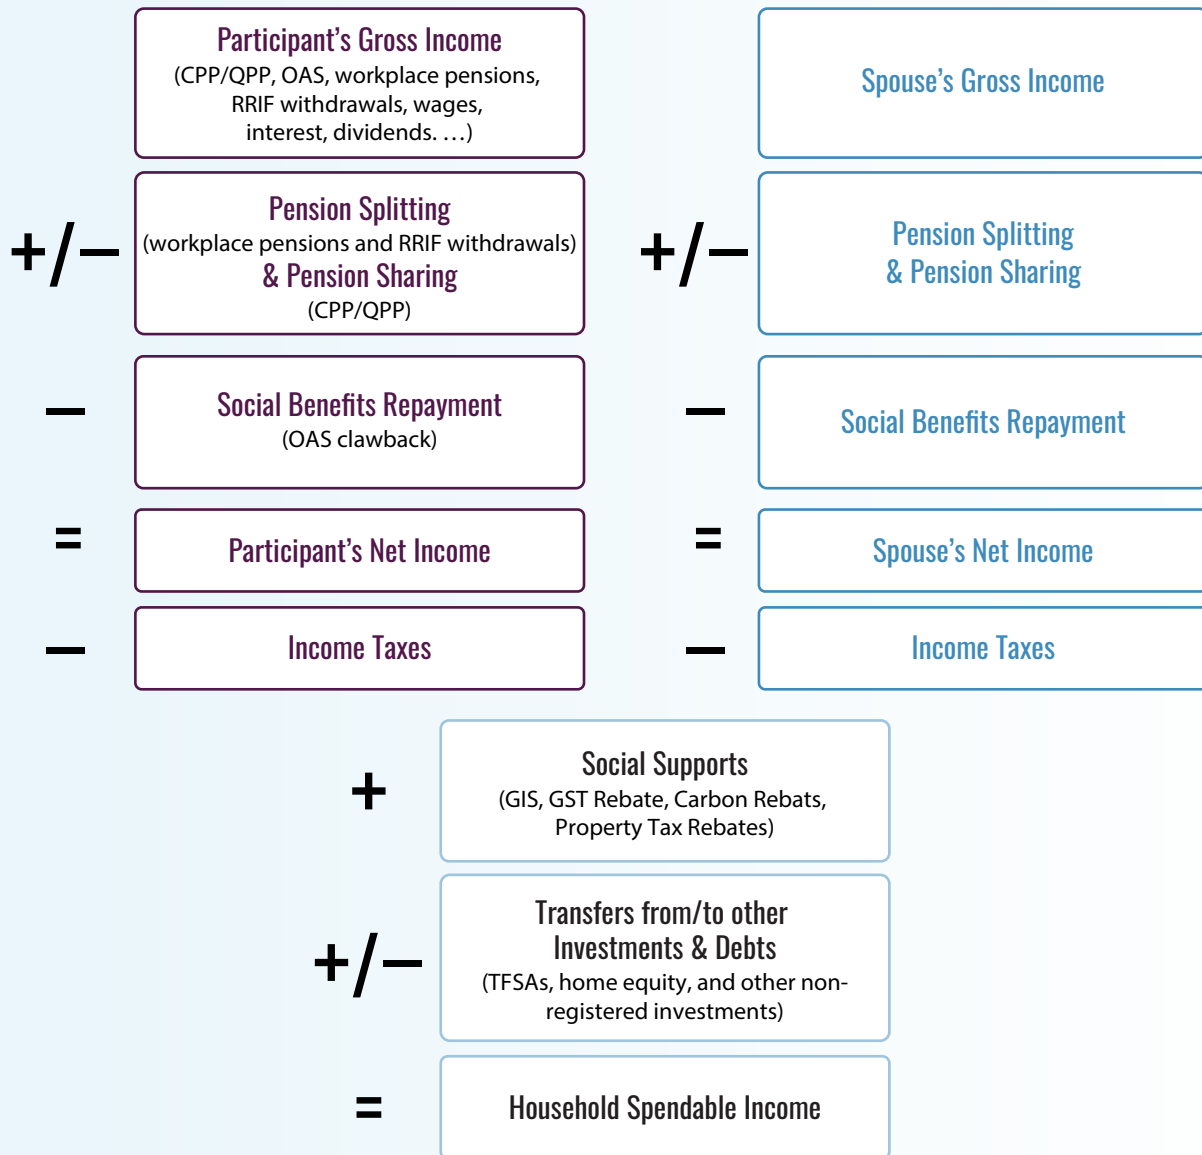 Participant’s Gross Income
(CPP/QPP, OAS, workplace pensions,
RRIF withdrawals, wages,
interest, dividends. …)
Spouse’s Gross Income
+/−
Pension Splitting
(workplace pensions and RRIF withdrawals)
& Pension Sharing
(CPP/QPP)
+/−
Pension Splitting
& Pension Sharing
−
Social Benefits Repayment
(OAS clawback)
−
Social Benefits Repayment
=
Participant’s Net Income
=
Spouse’s Net Income
−
Income Taxes
−
Income Taxes
+
Social Supports
(GIS, GST Rebate, Carbon Rebats,
Property Tax Rebates)
+/−
Transfers from/to other
Investments & Debts
(TFSAs, home equity, and other non-
registered investments)
=
Household Spendable Income